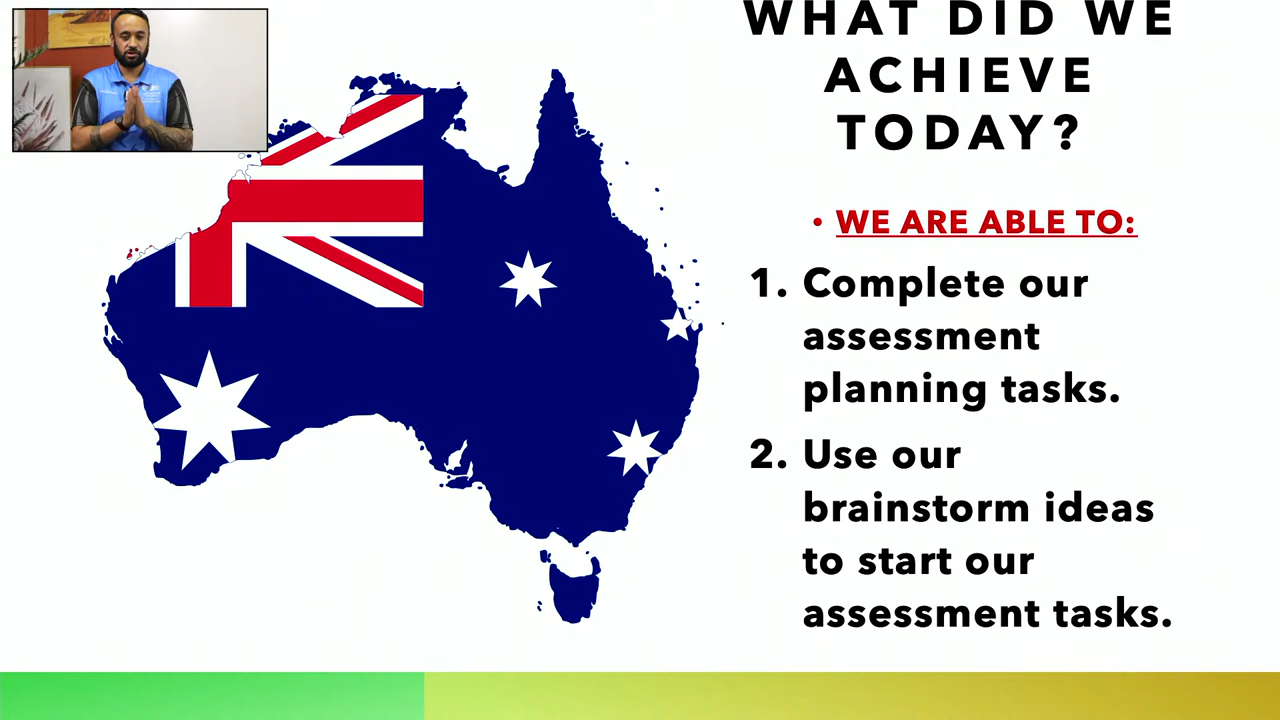 WHAT DID WE
ACHIEVE
TODAY?
• WE ARE ABLE TO:
1. Complete our
assessment
planning tasks.
2. Use our
brainstorm ideas
to start our
assessment tasks.